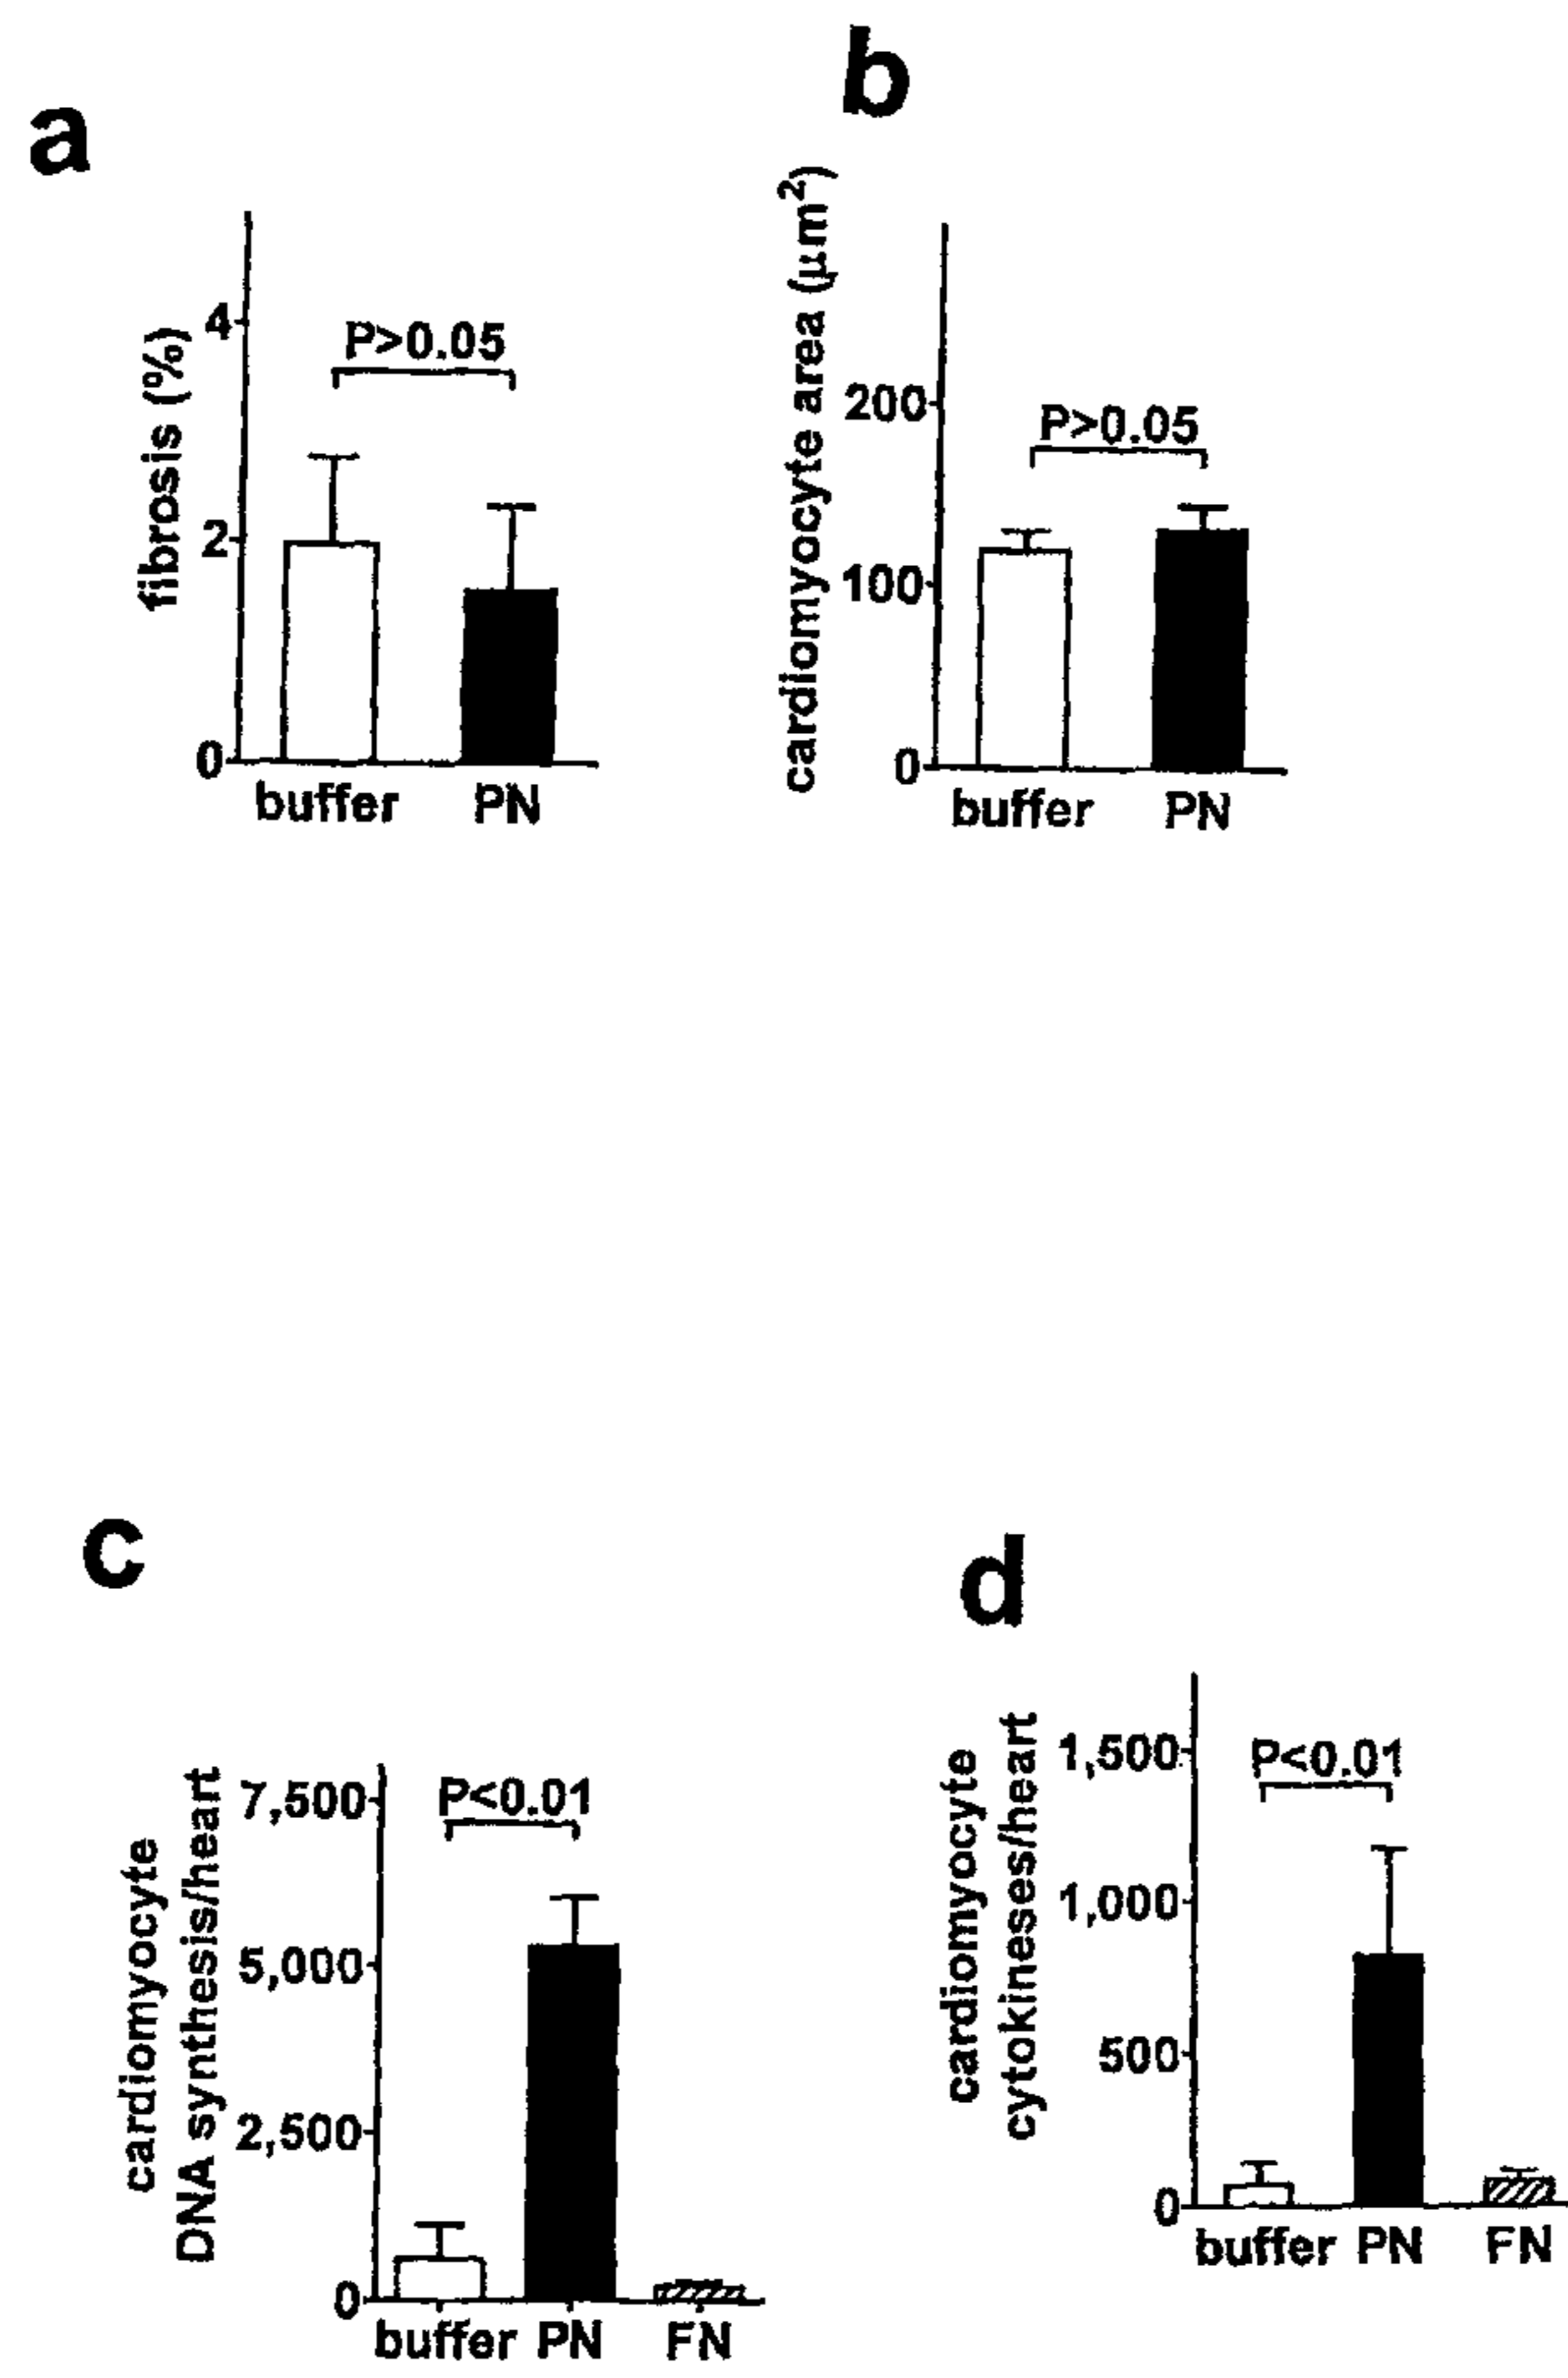 a
fibrosis (%)
4
2
0
P>0.05
buffer PN
b
cardiomyocyte area (μm²)
200
100
0
P>0.05
buffer PN
c
cardiomyocyte
DNA synthesis/heart
7,500
5,000
2,500
0
P<0.01
buffer PN FN
d
cardiomyocyte
cytokineses/heart
1,500
1,000
500
0
P<0.01
buffer PN FN